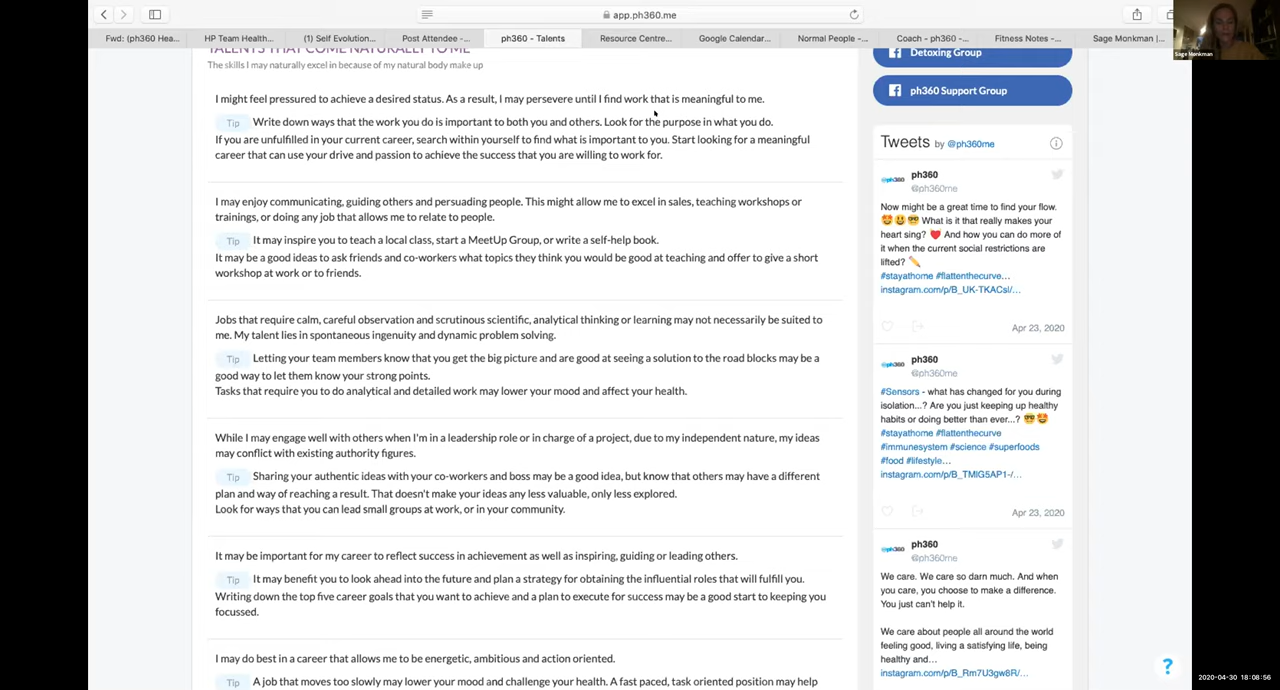 app.ph360.me
Fwd: (ph360 Hea...
HP Team Health...
(1) Self Evolution...
Post Attendee -...
ph360 - Talents
Resource Centre...
Google Calendar...
Normal People -...
Coach - ph360 -...
Fitness Notes -...
Sage Monkman |...
Sage Monkman
TALENTS THAT COME NATURALLY TO ME
The skills I may naturally excel in because of my natural body make up
I might feel pressured to achieve a desired status. As a result, I may persevere until I find work that is meaningful to me.
Tip Write down ways that the work you do is important to both you and others. Look for the purpose in what you do.
If you are unfulfilled in your current career, search within yourself to find what is important to you. Start looking for a meaningful
career that can use your drive and passion to achieve the success that you are willing to work for.
I may enjoy communicating, guiding others and persuading people. This might allow me to excel in sales, teaching workshops or
trainings, or doing any job that allows me to relate to people.
Tip It may inspire you to teach a local class, start a MeetUp Group, or write a self-help book.
It may be a good ideas to ask friends and co-workers what topics they think you would be good at teaching and offer to give a short
workshop at work or to friends.
Jobs that require calm, careful observation and scrutinous scientific, analytical thinking or learning may not necessarily be suited to
me. My talent lies in spontaneous ingenuity and dynamic problem solving.
Tip Letting your team members know that you get the big picture and are good at seeing a solution to the road blocks may be a
good way to let them know your strong points.
Tasks that require you to do analytical and detailed work may lower your mood and affect your health.
While I may engage well with others when I'm in a leadership role or in charge of a project, due to my independent nature, my ideas
may conflict with existing authority figures.
Tip Sharing your authentic ideas with your co-workers and boss may be a good idea, but know that others may have a different
plan and way of reaching a result. That doesn't make your ideas any less valuable, only less explored.
Look for ways that you can lead small groups at work, or in your community.
It may be important for my career to reflect success in achievement as well as inspiring, guiding or leading others.
Tip It may benefit you to look ahead into the future and plan a strategy for obtaining the influential roles that will fulfill you.
Writing down the top five career goals that you want to achieve and a plan to execute for success may be a good start to keeping you
focussed.
I may do best in a career that allows me to be energetic, ambitious and action oriented.
Tip A job that moves too slowly may lower your mood and challenge your health. A fast paced, task oriented position may help
Detoxing Group
ph360 Support Group
Tweets by @ph360me
ph360
@ph360me
Now might be a great time to find your flow.
🤩😃🤓 What is it that really makes your
heart sing? ❤️ And how you can do more of
it when the current social restrictions are
lifted? ✏️
#stayathome #flattenthecurve...
instagram.com/p/B_UK-TKACsl/...
Apr 23, 2020
ph360
@ph360me
#Sensors - what has changed for you during
isolation...? Are you just keeping up healthy
habits or doing better than ever...? 🤓🤩
#stayathome #flattenthecurve
#immunesystem #science #superfoods
#food #lifestyle...
instagram.com/p/B_TMlG5AP1-/...
Apr 23, 2020
ph360
@ph360me
We care. We care so darn much. And when
you care, you choose to make a difference.
You just can't help it.
We care about people all around the world
feeling good, living a satisfying life, being
healthy and...
instagram.com/p/B_Rm7U3gw8R/...
?
2020-04-30 18:08:56